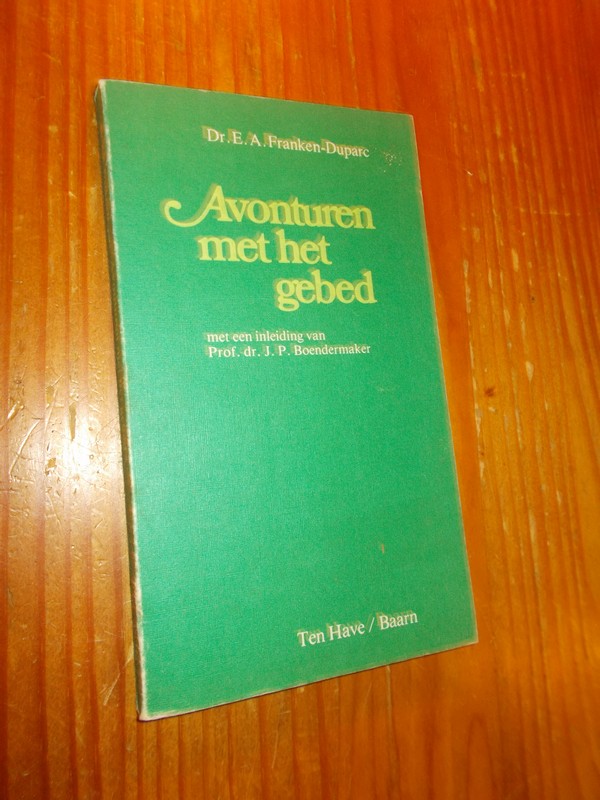 Dr. E. A. Franken-Duparc
Avonturen
met het
gebed
met een inleiding van
Prof. dr. J. P. Boendermaker
Ten Have / Baarn